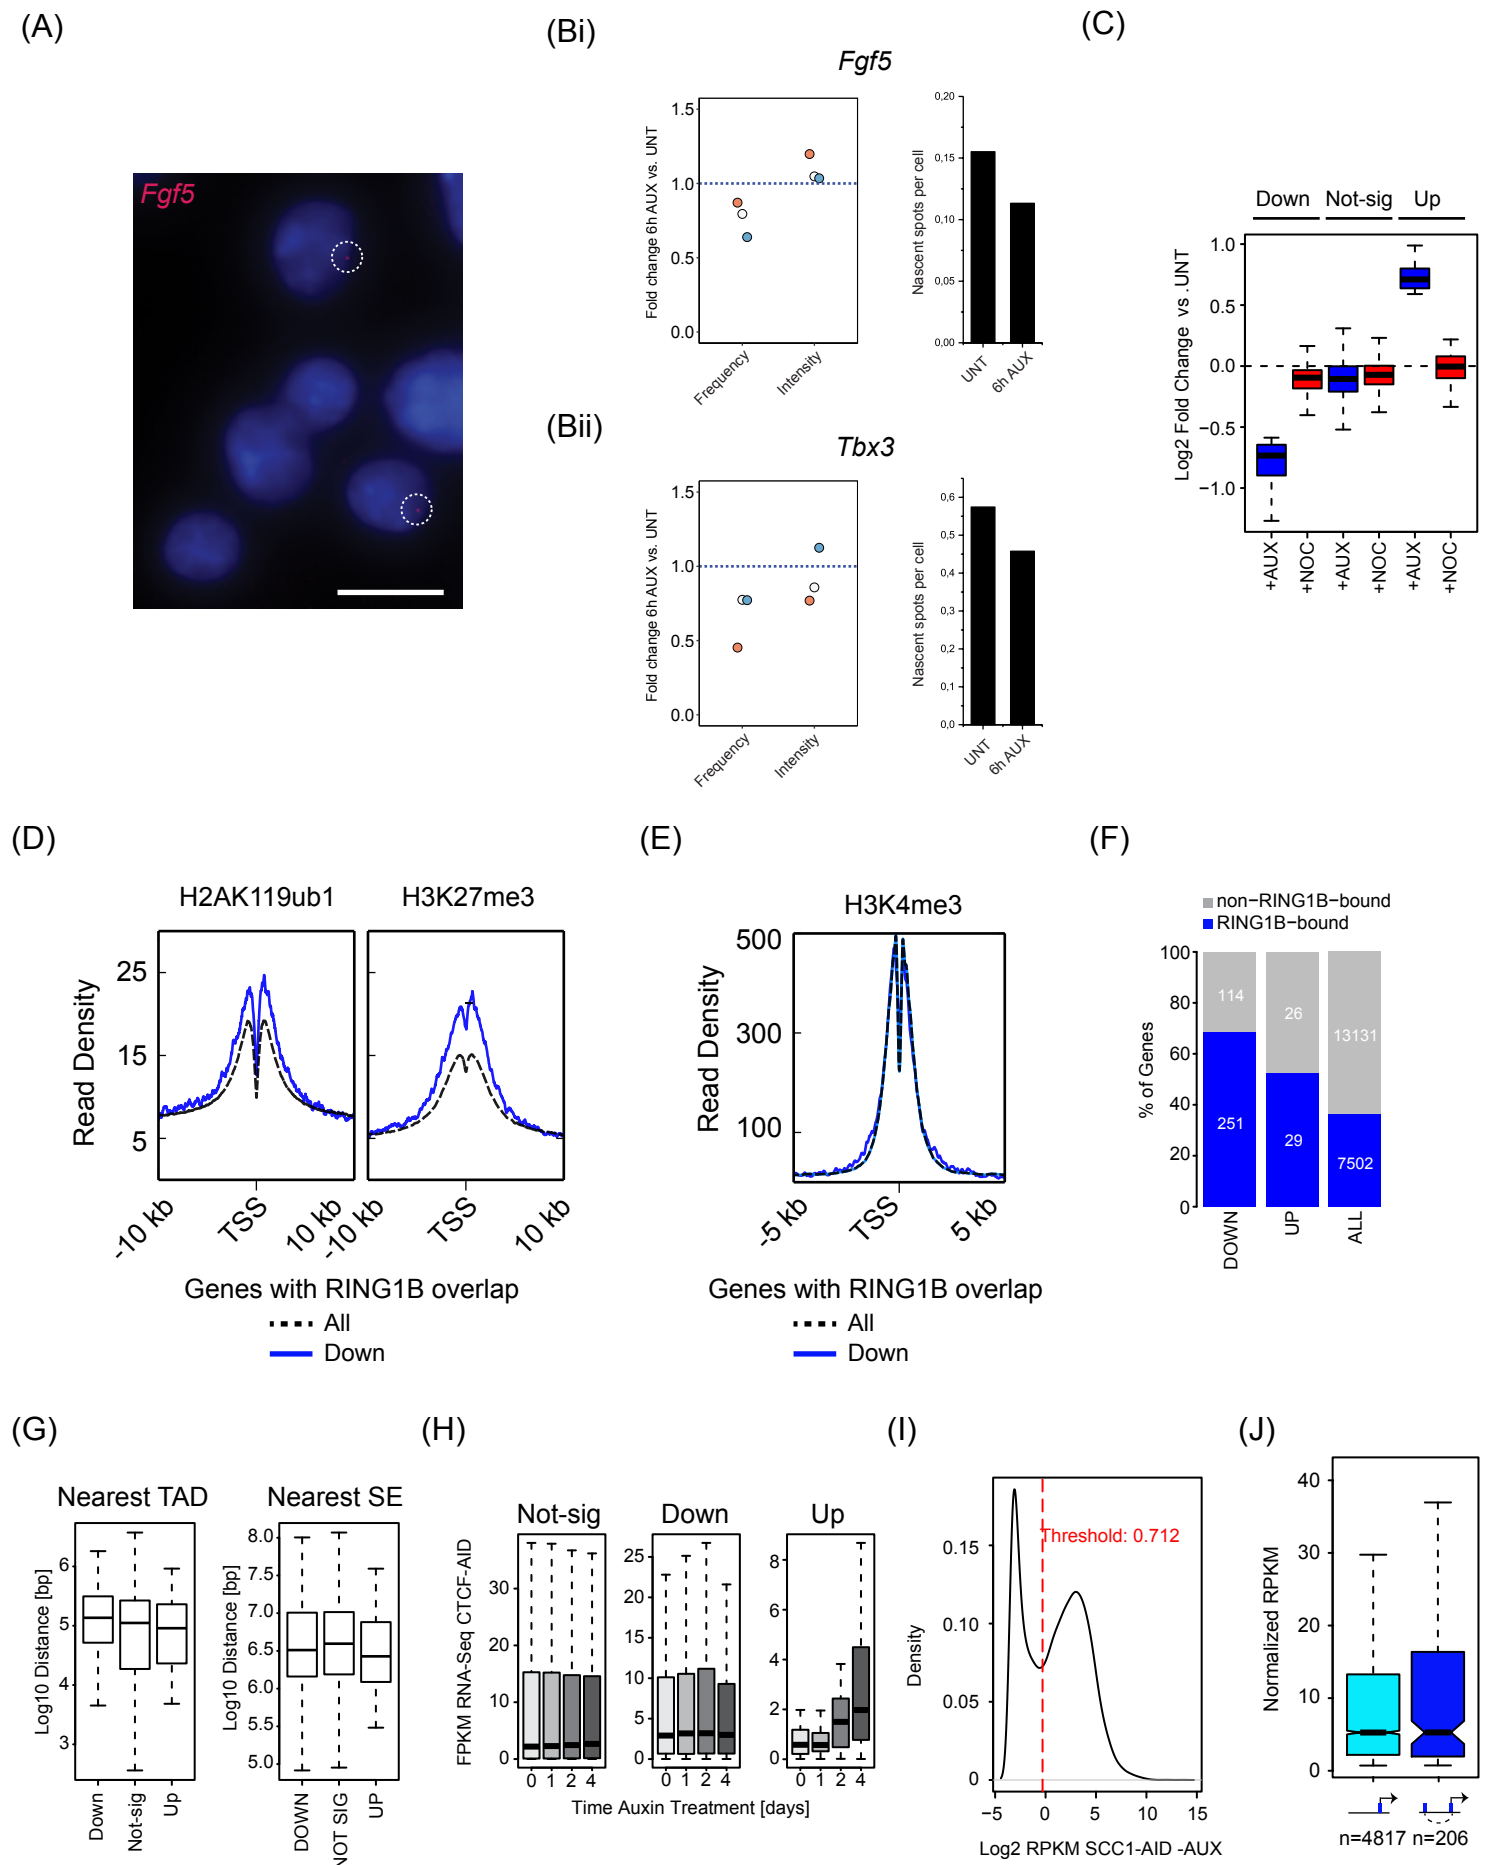 (A)
Fgf5
(Bi)
Fgf5
Fold change 6h AUX vs. UNT
1.5
1.0
0.5
0.0
Frequency
Intensity
Nascent spots per cell
0,20
0,15
0,10
0,05
0,00
UNT
6h AUX
(Bii)
Tbx3
Fold change 6h AUX vs. UNT
1.5
1.0
0.5
0.0
Frequency
Intensity
Nascent spots per cell
0,6
0,5
0,4
0,3
0,2
0,1
0,0
UNT
6h AUX
(C)
Down Not-sig Up
Log2 Fold Change vs .UNT
1.0
0.5
0.0
−0.5
−1.0
+AUX
+NOC
+AUX
+NOC
+AUX
+NOC
(D)
H2AK119ub1
H3K27me3
Read Density
25
15
5
-10 kb
TSS
10 kb
-10 kb
TSS
10 kb
Genes with RING1B overlap
All
Down
(E)
H3K4me3
Read Density
500
300
100
-5 kb
TSS
5 kb
Genes with RING1B overlap
All
Down
(F)
non−RING1B−bound
RING1B−bound
% of Genes
100
80
60
40
20
0
114
251
26
29
13131
7502
DOWN
UP
ALL
(G)
Nearest TAD
Log10 Distance [bp]
6
5
4
3
Down
Not-sig
Up
Nearest SE
Log10 Distance [bp]
8.0
7.5
7.0
6.5
6.0
5.5
5.0
DOWN
NOT SIG
UP
(H)
Not-sig
Down
Up
FPKM RNA-Seq CTCF-AID
30
20
10
0
25
20
15
10
5
0
8
6
4
2
0
0 1 2 4
0 1 2 4
0 1 2 4
Time Auxin Treatment [days]
(I)
Threshold: 0.712
Density
0.15
0.10
0.05
0
−5 0 5 10 15
Log2 RPKM SCC1-AID -AUX
(J)
Normalized RPKM
40
30
20
10
0
n=4817 n=206